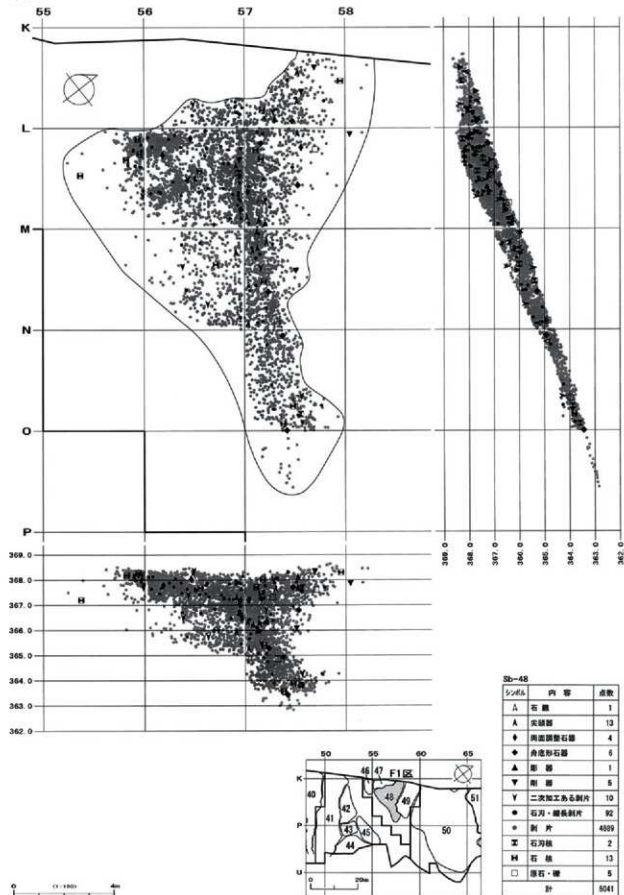 55 56 57 58
K
L
M
N
O
P
369.0
368.0
367.0
366.0
365.0
364.0
363.0
362.0
369.0 368.0 367.0 366.0 365.0 364.0 363.0 362.0
Sb-48
シンボル 内 容 点数
石 鏃 1
尖頭器 13
両面調整石器 4
舟底形石器 6
彫 器 1
削 器 5
二次加工ある剥片 10
石刃・縦長剥片 92
剥 片 4889
石刃核 2
石 核 13
原石・礫 5
計 5041
50 55 60 65
F1区
K
P
U
40 41 42 43 44 45 46 47 48 49 50 51
0 20m
0 (1:150) 4m